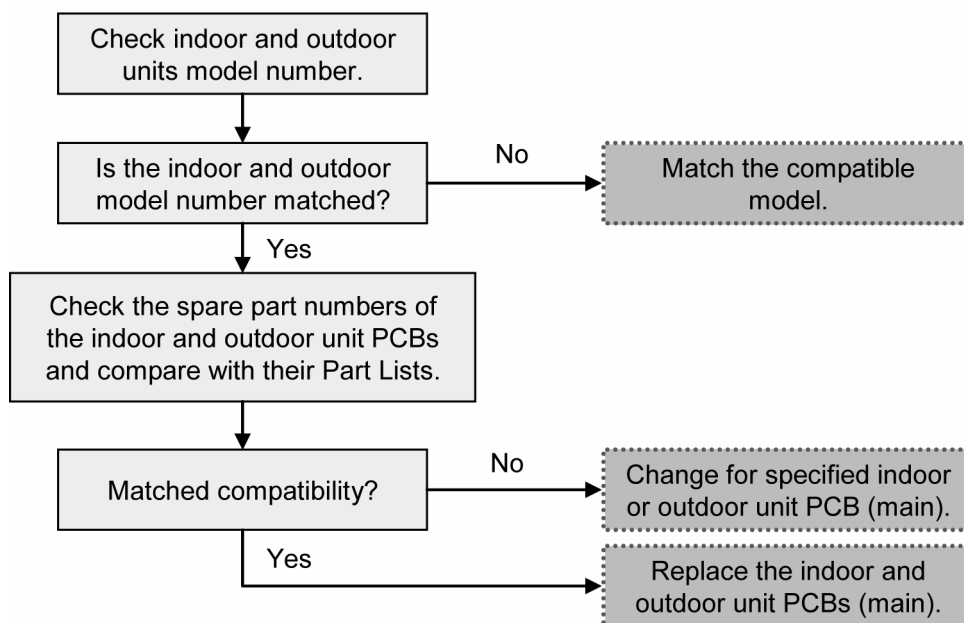 Check indoor and outdoor
units model number.
Is the indoor and outdoor
model number matched?
No
Match the compatible
model.
Yes
Check the spare part numbers of
the indoor and outdoor unit PCBs
and compare with their Part Lists.
Matched compatibility?
No
Change for specified indoor
or outdoor unit PCB (main).
Yes
Replace the indoor and
outdoor unit PCBs (main).